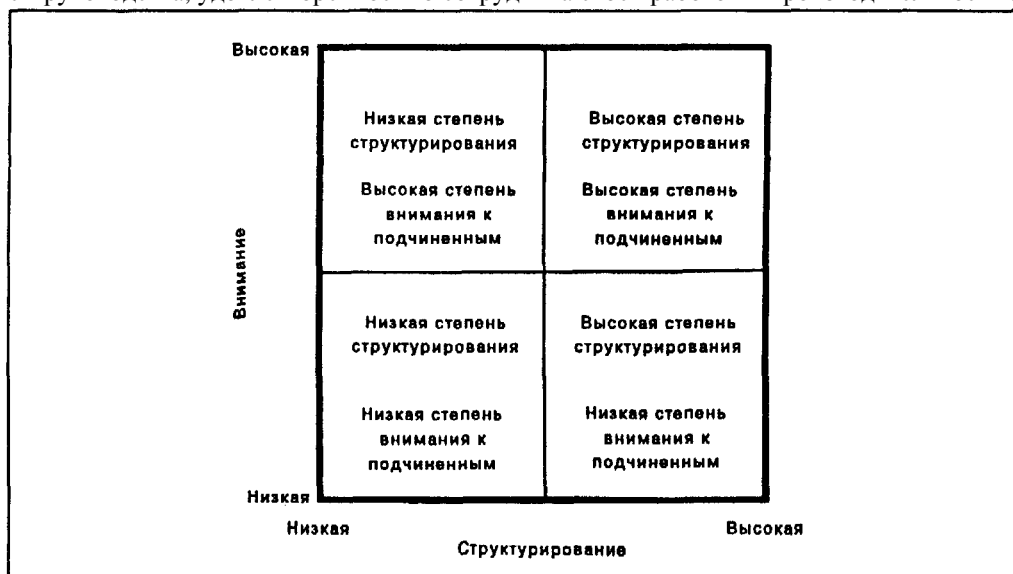 Высокая
Низкая степень
структурирования
Высокая степень
внимания к
подчиненным
Высокая степень
структурирования
Высокая степень
внимания к
подчиненным
Внимание
Низкая степень
структурирования
Низкая степень
внимания к
подчиненным
Высокая степень
структурирования
Низкая степень
внимания к
подчиненным
Низкая
Низкая
Высокая
Структурирование